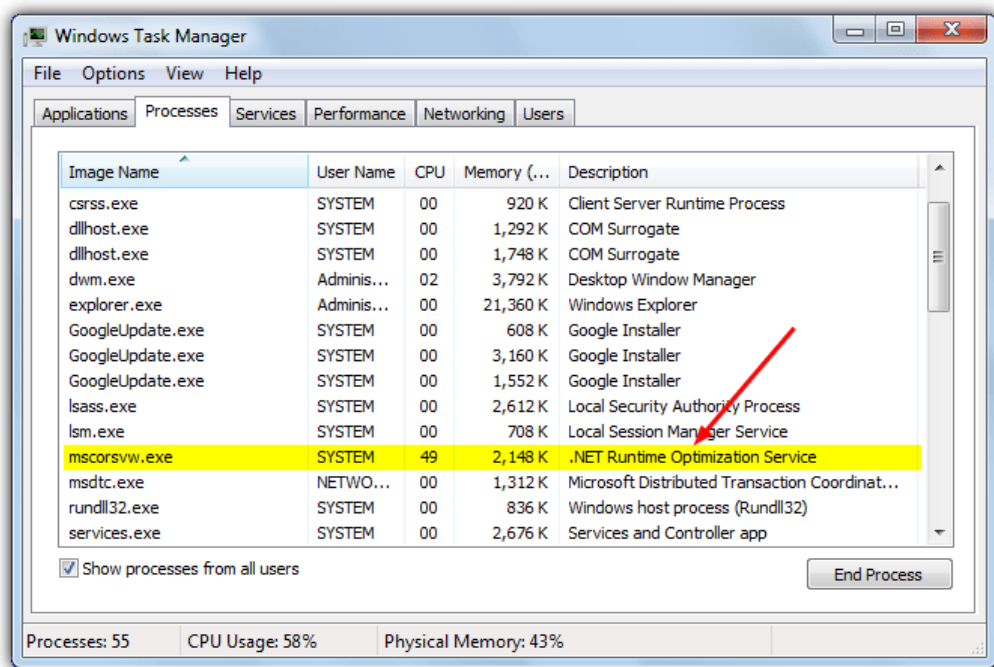 Windows Task Manager
File Options View Help
Applications Processes Services Performance Networking Users
Image Name User Name CPU Memory (... Description
csrss.exe SYSTEM 00 920 K Client Server Runtime Process
dllhost.exe SYSTEM 00 1,292 K COM Surrogate
dllhost.exe SYSTEM 00 1,748 K COM Surrogate
dwm.exe Adminis... 02 3,792 K Desktop Window Manager
explorer.exe Adminis... 00 21,360 K Windows Explorer
GoogleUpdate.exe SYSTEM 00 608 K Google Installer
GoogleUpdate.exe SYSTEM 00 3,160 K Google Installer
GoogleUpdate.exe SYSTEM 00 1,552 K Google Installer
lsass.exe SYSTEM 00 2,612 K Local Security Authority Process
lsm.exe SYSTEM 00 708 K Local Session Manager Service
mscorsvw.exe SYSTEM 49 2,148 K .NET Runtime Optimization Service
msdtc.exe NETWO... 00 1,312 K Microsoft Distributed Transaction Coordinat...
rundll32.exe SYSTEM 00 836 K Windows host process (Rundll32)
services.exe SYSTEM 00 2,676 K Services and Controller app
Show processes from all users
End Process
Processes: 55 CPU Usage: 58% Physical Memory: 43%